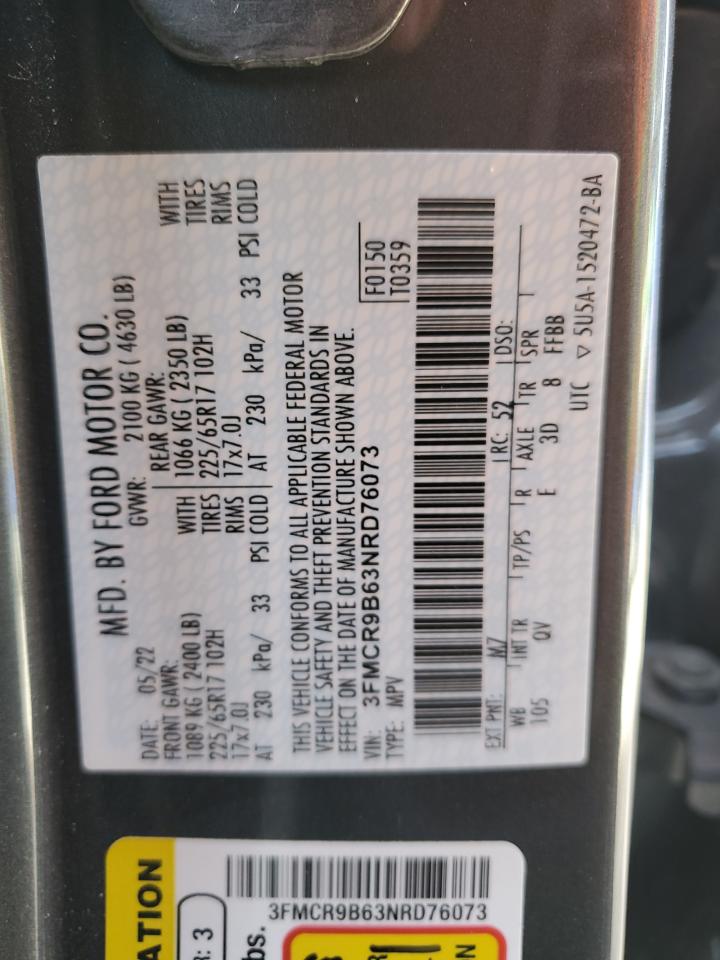 MFD. BY FORD MOTOR CO.
DATE: 05/22 GVWR: 2100 KG ( 4630 LB)
FRONT GAWR: REAR GAWR:
1089 KG ( 2400 LB) WITH 1066 KG ( 2350 LB) WITH
225/65R17 102H TIRES 225/65R17 102H TIRES
17x7.0J RIMS 17x7.0J RIMS
AT 230 kPa/ 33 PSI COLD AT 230 kPa/ 33 PSI COLD
THIS VEHICLE CONFORMS TO ALL APPLICABLE FEDERAL MOTOR
VEHICLE SAFETY AND THEFT PREVENTION STANDARDS IN
EFFECT ON THE DATE OF MANUFACTURE SHOWN ABOVE.
VIN: 3FMCR9B63NRD76073 F0150
TYPE: MPV T0359
EXT PNT: M7 RC: 52 DSO:
WB INT TR TP/PS R AXLE TR SPR
105 QV E 3D 8 FFBB
UTC ▽ 5U5A-1520472-BA
ATION
R: 3
bs.
3FMCR9B63NRD76073